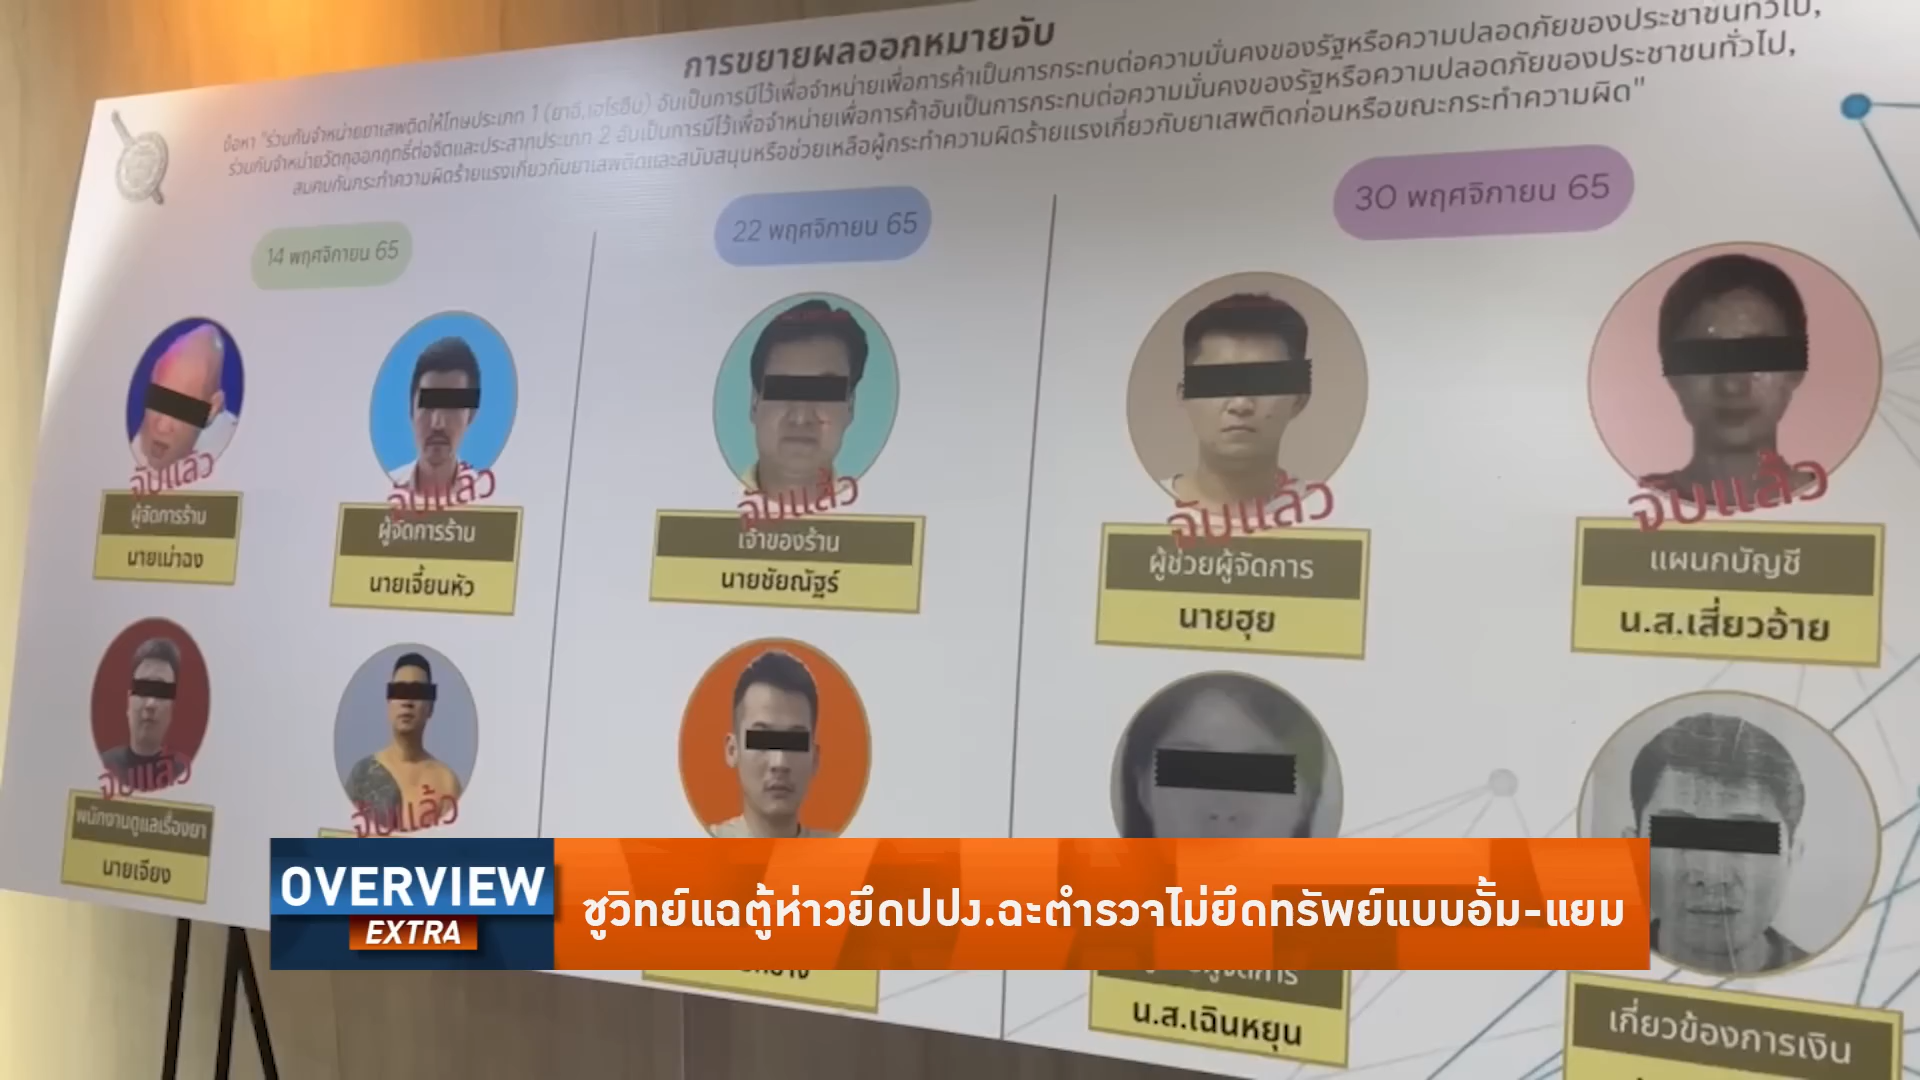 การขยายผลออกหมายจับ
ข้อหา "ร่วมกันจำหน่ายยาเสพติดให้โทษประเภท 1 (ยาอี,เฮโรอีน) อันเป็นการมีไว้เพื่อจำหน่ายเพื่อการค้าเป็นการกระทบต่อความมั่นคงของรัฐหรือความปลอดภัยของประชาชนทั่วไป,
ร่วมกันจำหน่ายวัตถุออกฤทธิ์ต่อจิตและประสาทประเภท 2 อันเป็นการมีไว้เพื่อจำหน่ายเพื่อการค้าอันเป็นการกระทบต่อความมั่นคงของรัฐหรือความปลอดภัยของประชาชนทั่วไป,
สมคบกันกระทำความผิดร้ายแรงเกี่ยวกับยาเสพติดและสนับสนุนหรือช่วยเหลือผู้กระทำความผิดร้ายแรงเกี่ยวกับยาเสพติดก่อนหรือขณะกระทำความผิด"
14 พฤศจิกายน 65
22 พฤศจิกายน 65
30 พฤศจิกายน 65
จับแล้ว
ผู้จัดการร้าน
นายเม่าฉง
จับแล้ว
ผู้จัดการร้าน
นายเจี้ยนหัว
จับแล้ว
เจ้าของร้าน
นายชัยณัฐร์
จับแล้ว
ผู้ช่วยผู้จัดการ
นายฮุย
จับแล้ว
แผนกบัญชี
น.ส.เสี่ยวอ้าย
จับแล้ว
พนักงานดูแลเรื่องยา
นายเจียง
จับแล้ว
น.ส.เฉินหยุน
เกี่ยวข้องการเงิน
OVERVIEW
EXTRA
ชูวิทย์แฉตู้ห่าวยึดปปง.ฉะตำรวจไม่ยึดทรัพย์แบบอั้ม-แยม